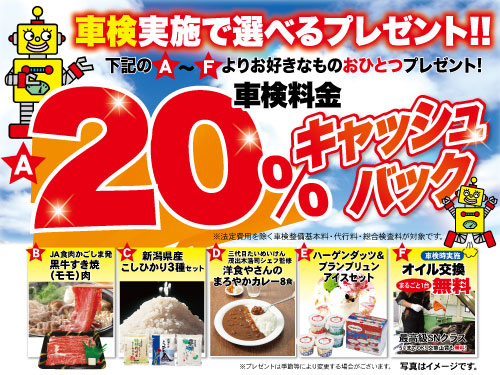 車検実施で選べるプレゼント!!
下記のA～Fよりお好きなものおひとつプレゼント!
車検料金
A
20%
キャッシュ
バック
※法定費用を除く車検整備基本料・代行料・総合検査料が対象です。
B
JA食肉かごしま発
黒牛すき焼
(モモ)肉
C
新潟県産
こしひかり3種セット
D
三代目たいめいけん
茂出木浩司シェフ監修
洋食やさんの
まろやかカレー8食
E
ハーゲンダッツ&
ブランブリュン
アイスセット
F
車検時実施
オイル交換
まるごと1台
無料
最高級SNクラス
※プレゼントは季節等により変更する場合がございます。
写真はイメージです。